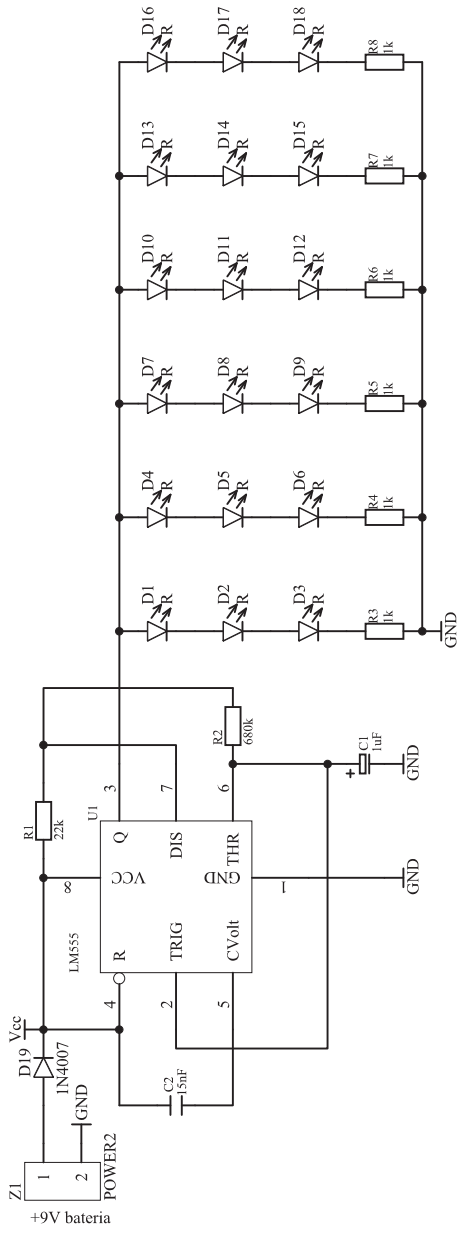 D16
R
D17
R
D18
R
R8
1k
D13
R
D14
R
D15
R
R7
1k
D10
R
D11
R
D12
R
R6
1k
D7
R
D8
R
D9
R
R5
1k
D4
R
D5
R
D6
R
R4
1k
D1
R
D2
R
D3
R
R3
1k
GND
R1
22k
R2
680k
C1
1uF
+
GND
U1
LM555
3
7
6
Q
DIS
THR
8
VCC
GND
1
GND
R
TRIG
CVolt
4
2
5
C2
15nF
Vcc
D19
1N4007
Z1
1
2
GND
POWER2
+9V bateria